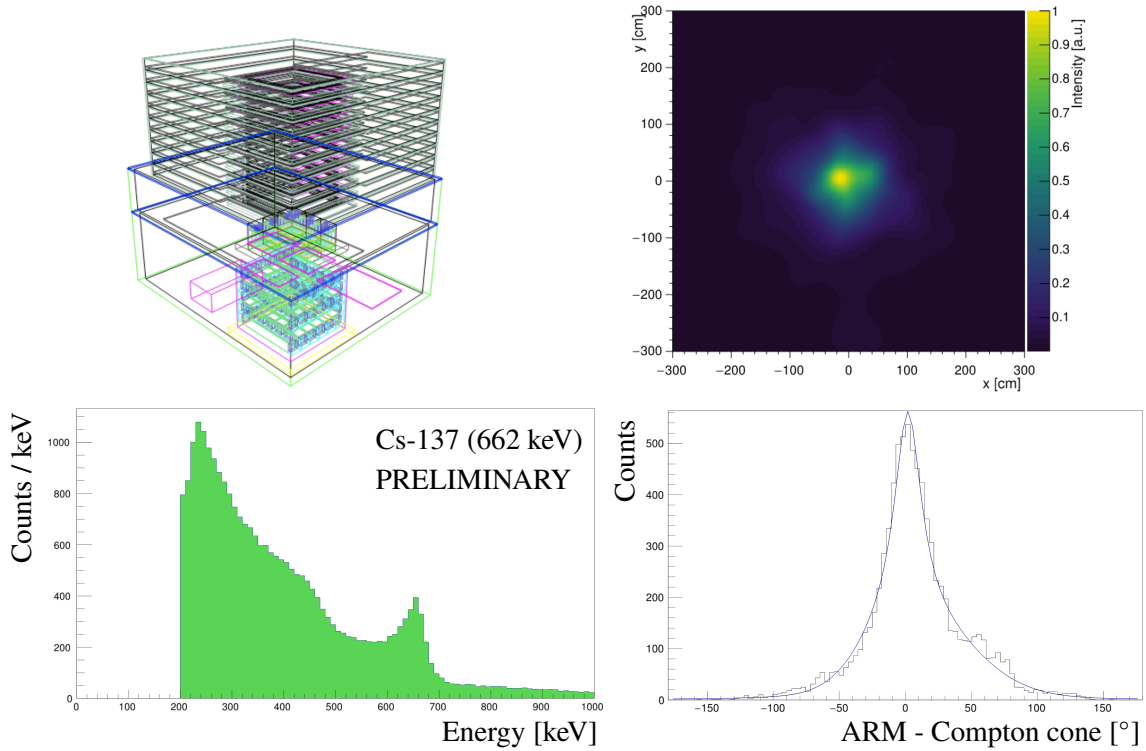 y [cm]
300
200
100
0
−100
−200
−300
−300 −200 −100 0 100 200 300
x [cm]
1
0.9
0.8
0.7
0.6
0.5
0.4
0.3
0.2
0.1
Intensity [a.u.]
Counts / keV
1000
800
600
400
200
0
Cs-137 (662 keV)
PRELIMINARY
0 100 200 300 400 500 600 700 800 900 1000
Energy [keV]
Counts
500
400
300
200
100
0
−150 −100 −50 0 50 100 150
ARM - Compton cone [°]